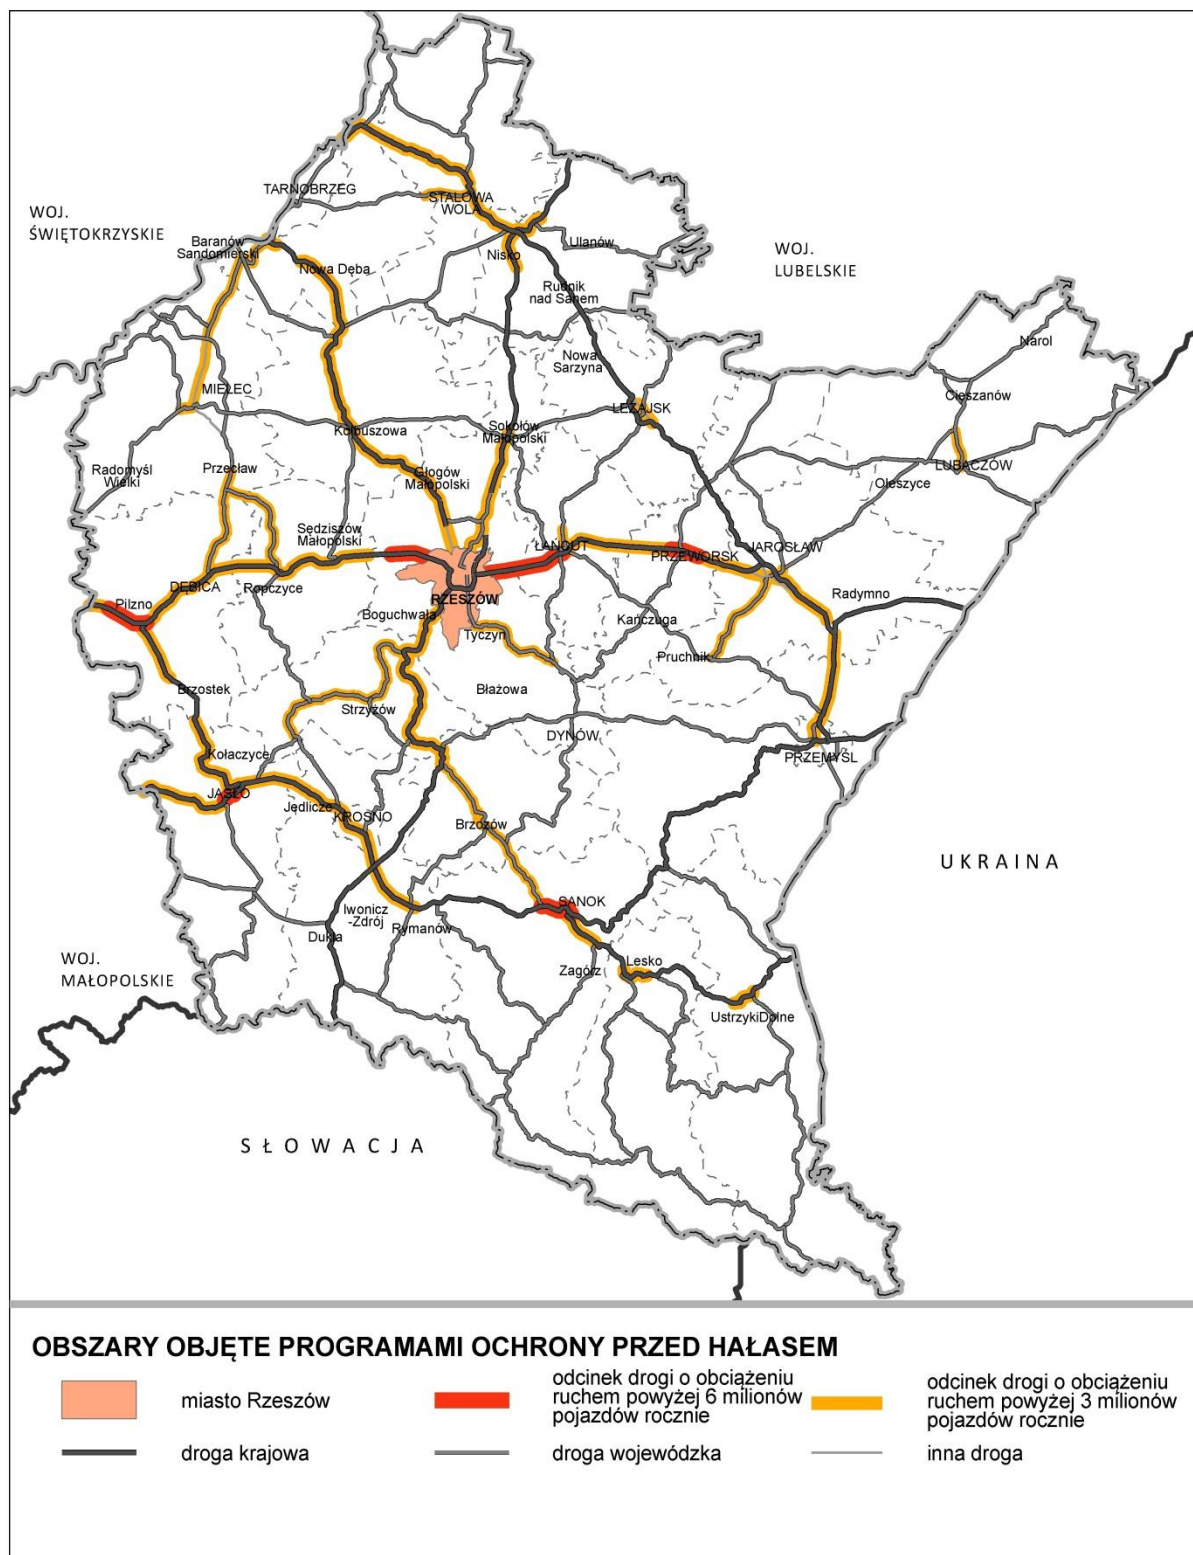 TARNOBRZEG
STALOWA
WOLA
WOJ.
ŚWIĘTOKRZYSKIE
Baranów
Sandomierski
Ulanów
Nisko
WOJ.
LUBELSKIE
Nowa Dęba
Rudnik
nad Sanem
Narol
Nowa
Sarzyna
MIELEC
Cieszanów
LEŻAJSK
Kolbuszowa
Sokołów
Małopolski
Radomyśl
Wielki
Przecław
Głogów
Małopolski
LUBACZÓW
Oleszyce
Sędziszów
Małopolski
ŁAŃCUT
PRZEWORSK
JAROSŁAW
DĘBICA
Ropczyce
RZESZÓW
Radymno
Pilzno
Boguchwała
Tyczyn
Kańczuga
Pruchnik
Brzostek
Strzyżów
Błażowa
DYNÓW
Kołaczyce
PRZEMYŚL
JASŁO
Jedlicze
KROSNO
Brzozów
UKRAINA
SANOK
Iwonicz
-Zdrój
Dukla
Rymanów
WOJ.
MAŁOPOLSKIE
Zagórz
Lesko
UstrzykiDolne
SŁOWACJA
OBSZARY OBJĘTE PROGRAMAMI OCHRONY PRZED HAŁASEM
miasto Rzeszów
odcinek drogi o obciążeniu
ruchem powyżej 6 milionów
pojazdów rocznie
odcinek drogi o obciążeniu
ruchem powyżej 3 milionów
pojazdów rocznie
droga krajowa
droga wojewódzka
inna droga